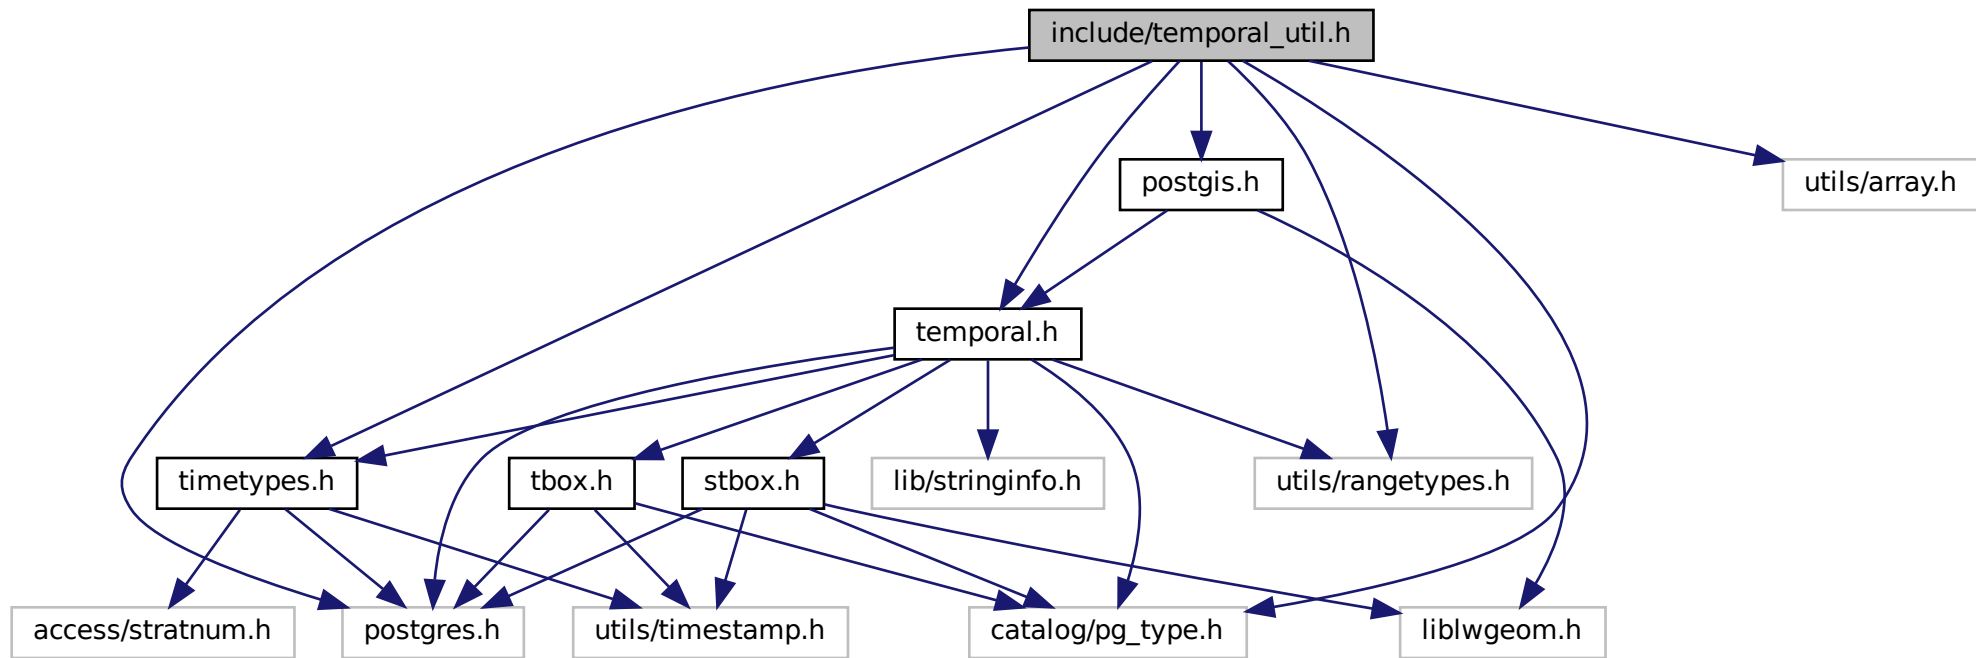 include/temporal_util.h
postgis.h
utils/array.h
temporal.h
timetypes.h
tbox.h
stbox.h
lib/stringinfo.h
utils/rangetypes.h
access/stratnum.h
postgres.h
utils/timestamp.h
catalog/pg_type.h
liblwgeom.h